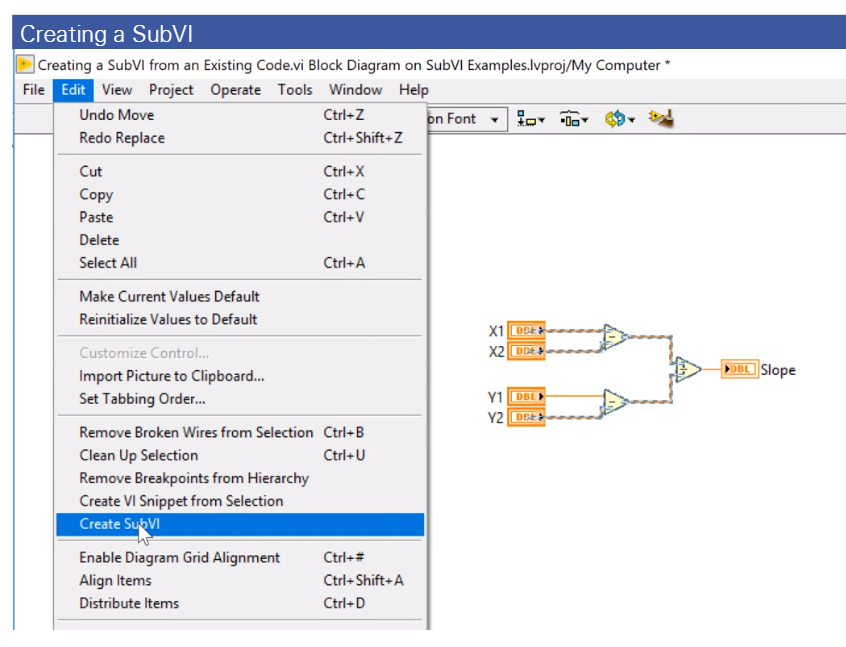 Creating a SubVI
Creating a SubVI from an Existing Code.vi Block Diagram on SubVI Examples.lvproj/My Computer *
File Edit View Project Operate Tools Window Help
Undo Move Ctrl+Z
on Font
Redo Replace Ctrl+Shift+Z
Cut Ctrl+X
Copy Ctrl+C
Paste Ctrl+V
Delete
Select All Ctrl+A
Make Current Values Default
Reinitialize Values to Default
Customize Control...
Import Picture to Clipboard...
Set Tabbing Order...
Remove Broken Wires from Selection Ctrl+B
Clean Up Selection Ctrl+U
Remove Breakpoints from Hierarchy
Create VI Snippet from Selection
Create SubVI
Enable Diagram Grid Alignment Ctrl+#
Align Items Ctrl+Shift+A
Distribute Items Ctrl+D
X1 DBL
X2 DBL
Y1 DBL
Y2 DBL
DBL Slope